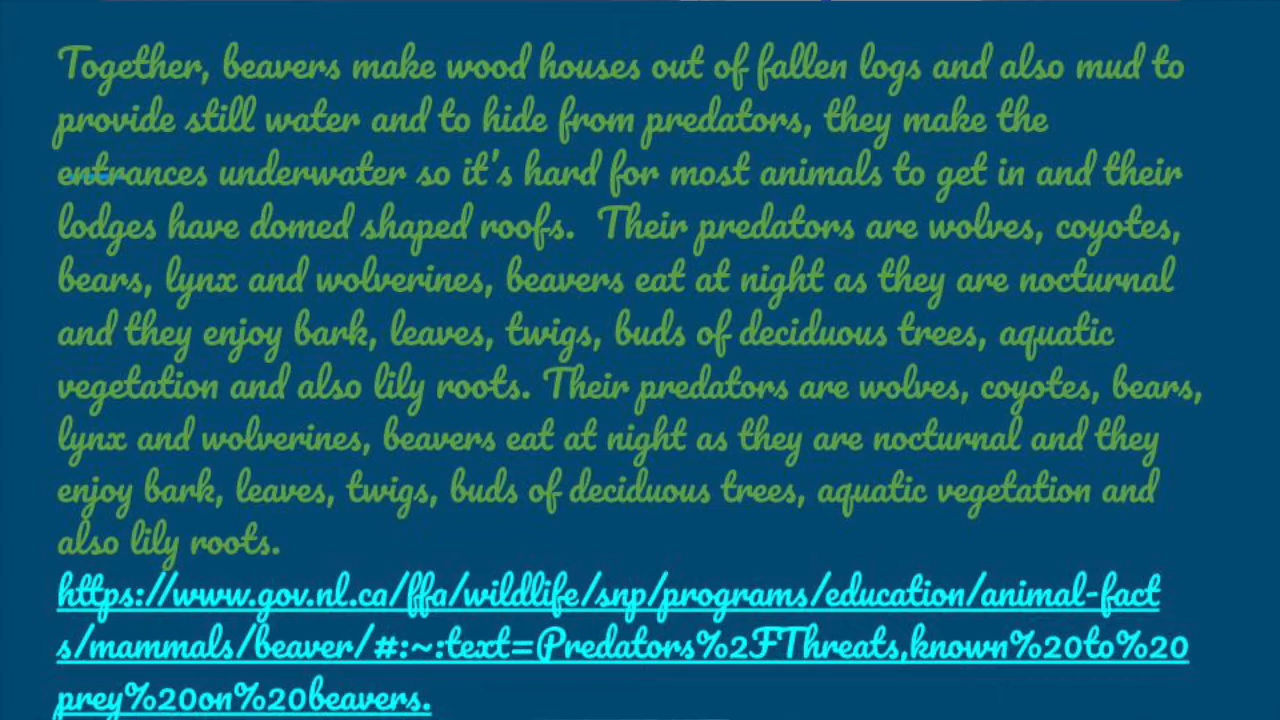 Together, beavers make wood houses out of fallen logs and also mud to
provide still water and to hide from predators, they make the
entrances underwater so it's hard for most animals to get in and their
lodges have domed shaped roofs. Their predators are wolves, coyotes,
bears, lynx and wolverines, beavers eat at night as they are nocturnal
and they enjoy bark, leaves, twigs, buds of deciduous trees, aquatic
vegetation and also lily roots. Their predators are wolves, coyotes, bears,
lynx and wolverines, beavers eat at night as they are nocturnal and they
enjoy bark, leaves, twigs, buds of deciduous trees, aquatic vegetation and
also lily roots.
https://www.gov.nl.ca/ffa/wildlife/snp/programs/education/animal-fact
s/mammals/beaver/#:~:text=Predators%2FThreats,known%20to%20
prey%20on%20beavers.